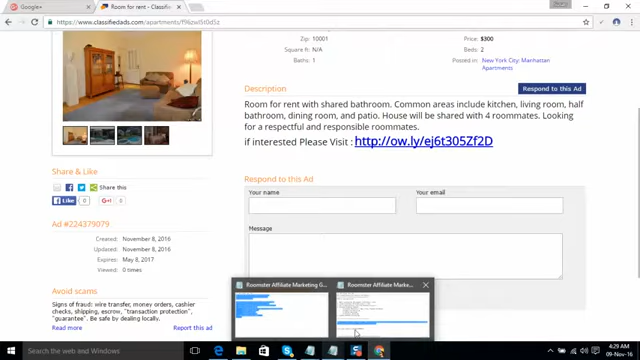 Google+
Room for rent - Classified
https://www.classifiedads.com/apartments/f96zwl5t0d5z
Zip: 10001
Square ft: N/A
Baths: 1
Price: $300
Beds: 2
Posted in: New York City: Manhattan
Apartments
Description
Respond to this Ad
Room for rent with shared bathroom. Common areas include kitchen, living room, half
bathroom, dining room, and patio. House will be shared with 4 roommates. Looking
for a respectful and responsible roommates.
if interested Please Visit : http://ow.ly/ej6t305Zf2D
Share & Like
Share this
Like 0
G+1 0
Ad #224379079
Created: November 8, 2016
Updated: November 8, 2016
Expires: May 8, 2017
Viewed: 0 times
Avoid scams
Signs of fraud: wire transfer, money orders, cashier
checks, shipping, escrow, "transaction protection",
"guarantee". Be safe by dealing locally.
Read more
Report this ad
Respond to this Ad
Your name
Your email
Message
Roomster Affiliate Marketing G...
Roomster Affiliate Marke...
Search the web and Windows
4:29 AM
09-Nov-16